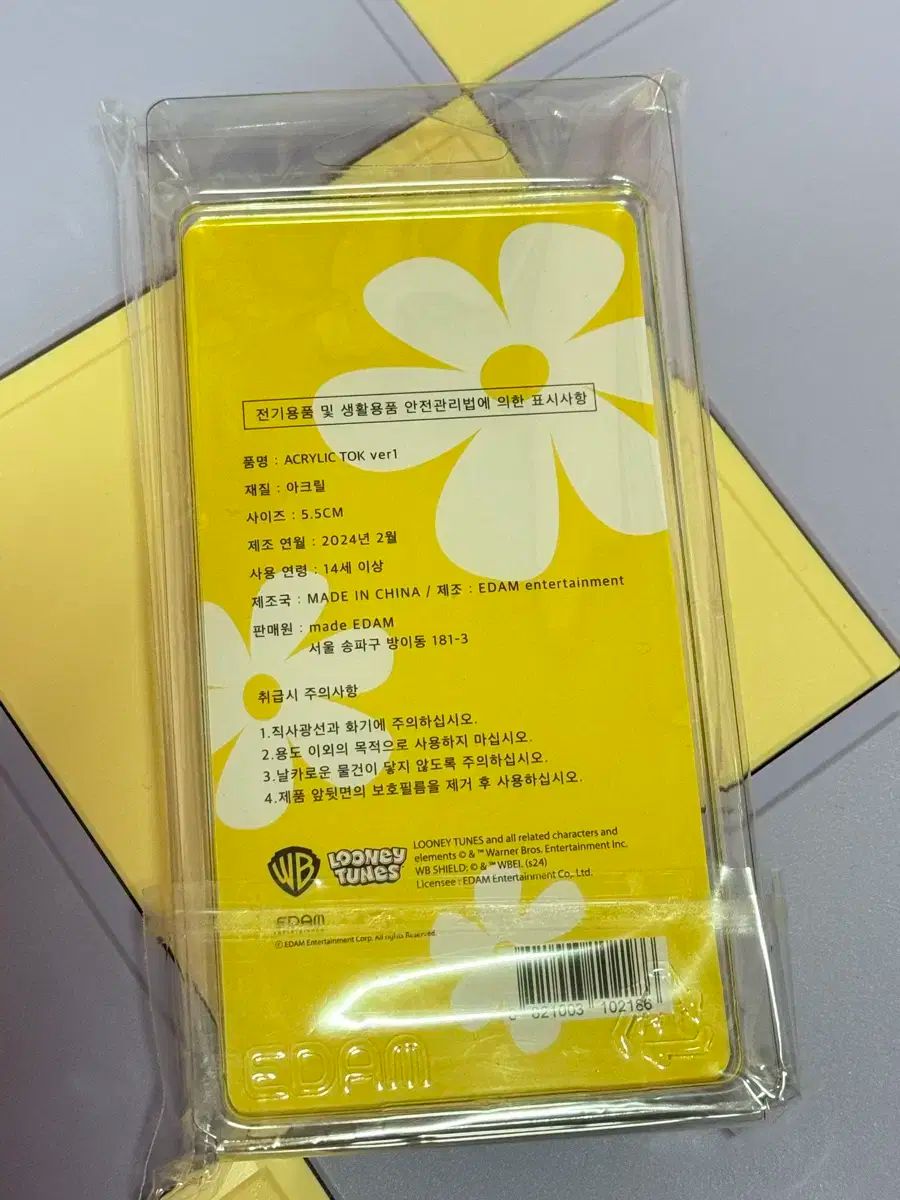 전기용품 및 생활용품 안전관리법에 의한 표시사항
품명 : ACRYLIC TOK ver1
재질 : 아크릴
사이즈 : 5.5CM
제조 연월 : 2024년 2월
사용 연령 : 14세 이상
제조국 : MADE IN CHINA / 제조 : EDAM entertainment
판매원 : made EDAM
서울 송파구 방이동 181-3
취급시 주의사항
1.직사광선과 화기에 주의하십시오.
2.용도 이외의 목적으로 사용하지 마십시오.
3.날카로운 물건이 닿지 않도록 주의하십시오.
4.제품 앞뒷면의 보호필름을 제거 후 사용하십시오.
WB
LOONEY
TUNES
LOONEY TUNES and all related characters and
elements © & ™ Warner Bros. Entertainment Inc.
WB SHIELD: © & ™ WBEI. (s24)
Licensee : EDAM Entertainment Co,. Ltd.
EDAM
entertainment
ⓒ EDAM Entertainment Corp. All rights Reserved.
8 821003 102186
EDAM